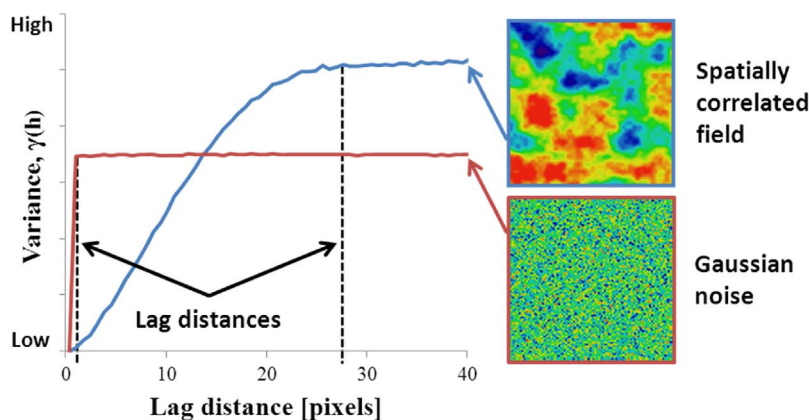 High
Variance, γ(h)
Low
Lag distances
0
10
20
30
40
Lag distance [pixels]
Spatially
correlated
field
Gaussian
noise